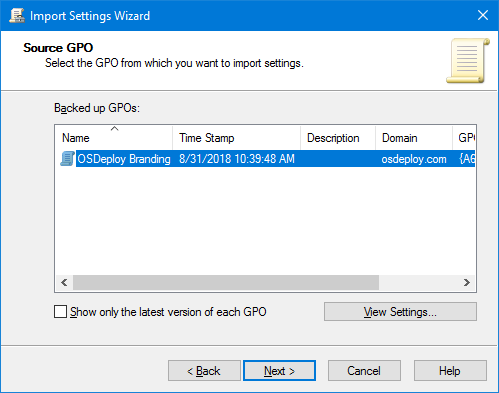 Import Settings Wizard
Source GPO
Select the GPO from which you want to import settings.
Backed up GPOs:
Name Time Stamp Description Domain GP
OSDeploy Branding 8/31/2018 10:39:48 AM osdeploy.com {A6
Show only the latest version of each GPO View Settings...
< Back Next > Cancel Help